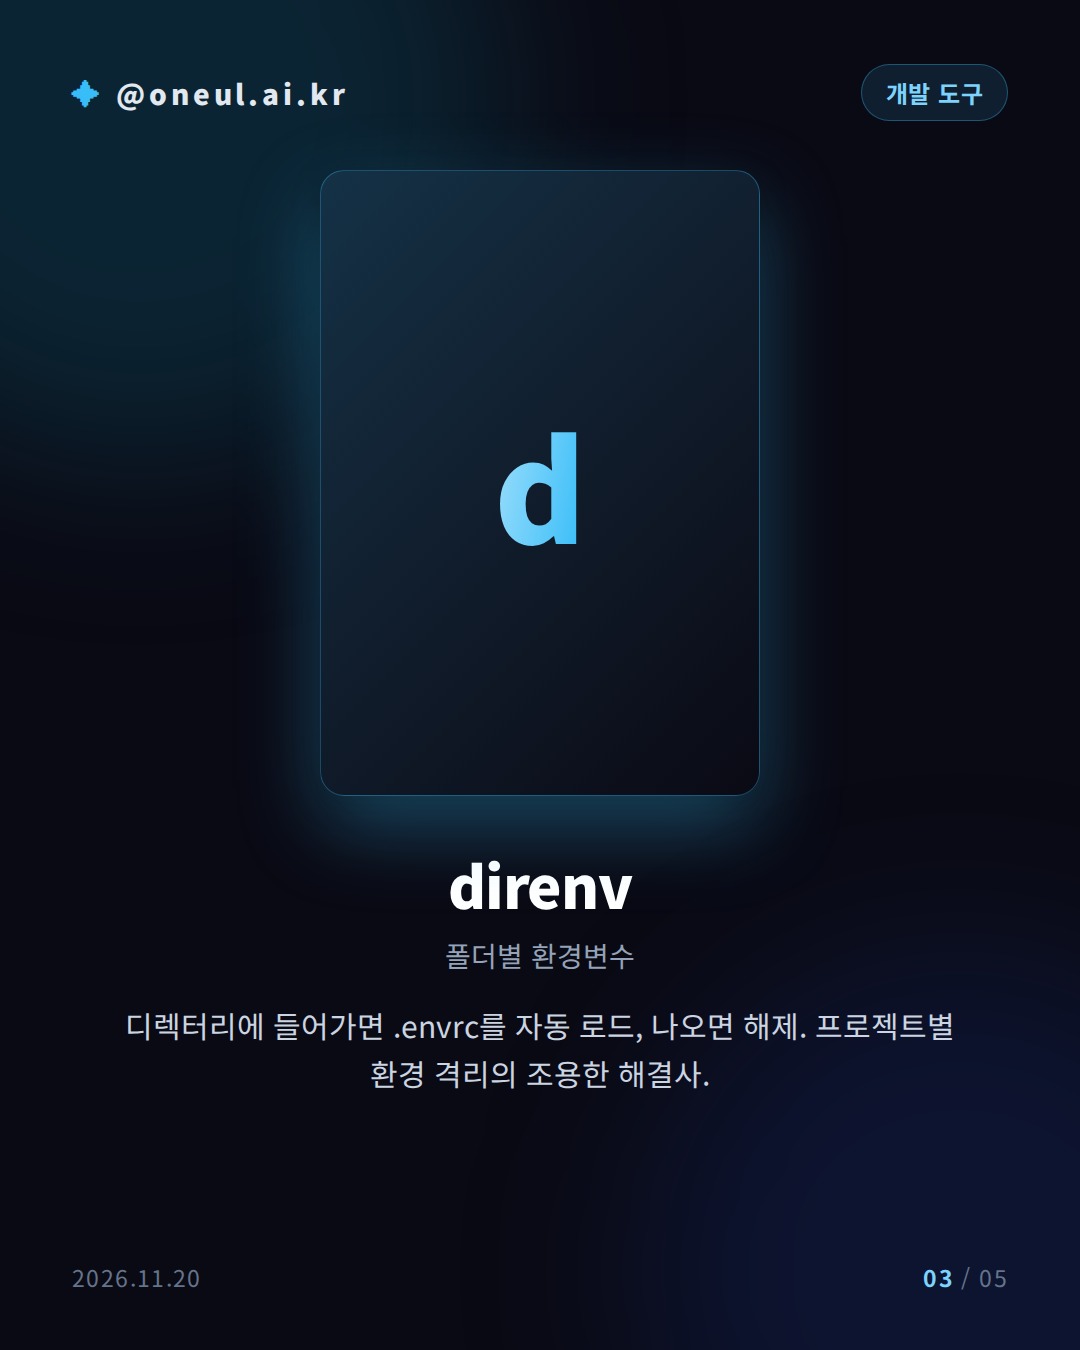 @oneul.ai.kr
개발 도구
d
direnv
폴더별 환경변수
디렉터리에 들어가면 .envrc를 자동 로드, 나오면 해제. 프로젝트별
환경 격리의 조용한 해결사.
2026.11.20
03 / 05